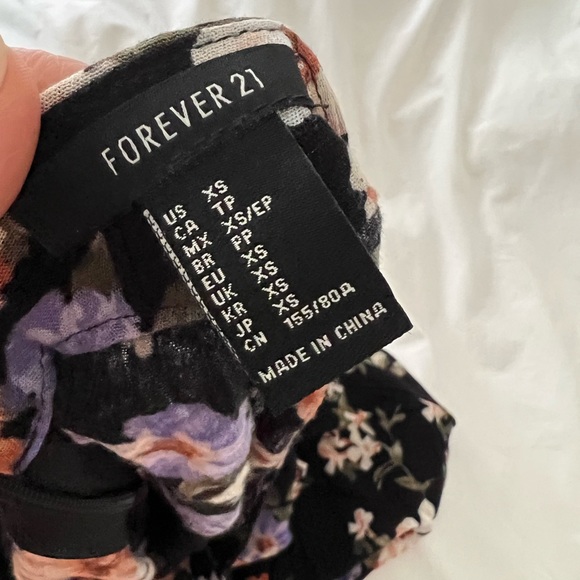 FOREVER 21
US XS
CA TP
MX XS/EP
BR PP
EU XS
UK XS
KR XS
JP XS
CN 155/80A
MADE IN CHINA